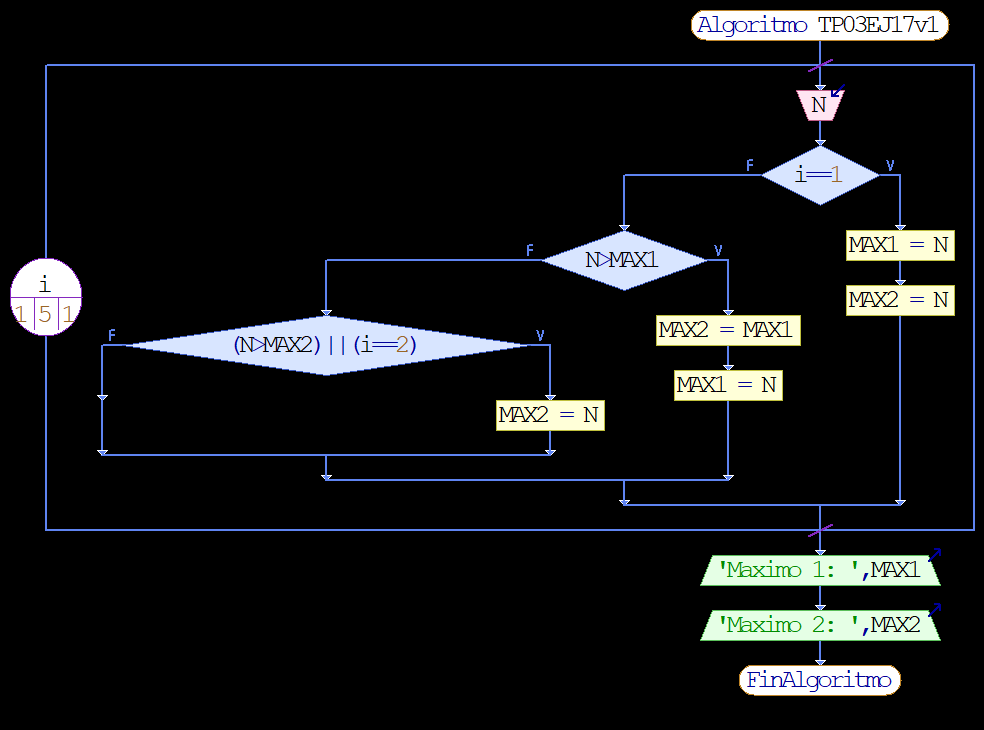 Algoritmo TP03EJ17v1
N
F
i==1
V
F
N>MAX1
V
MAX1 = N
i
1 5 1
MAX2 = N
F
(N>MAX2)||(i==2)
V
MAX2 = MAX1
MAX1 = N
MAX2 = N
'Maximo 1: ',MAX1
'Maximo 2: ',MAX2
FinAlgoritmo